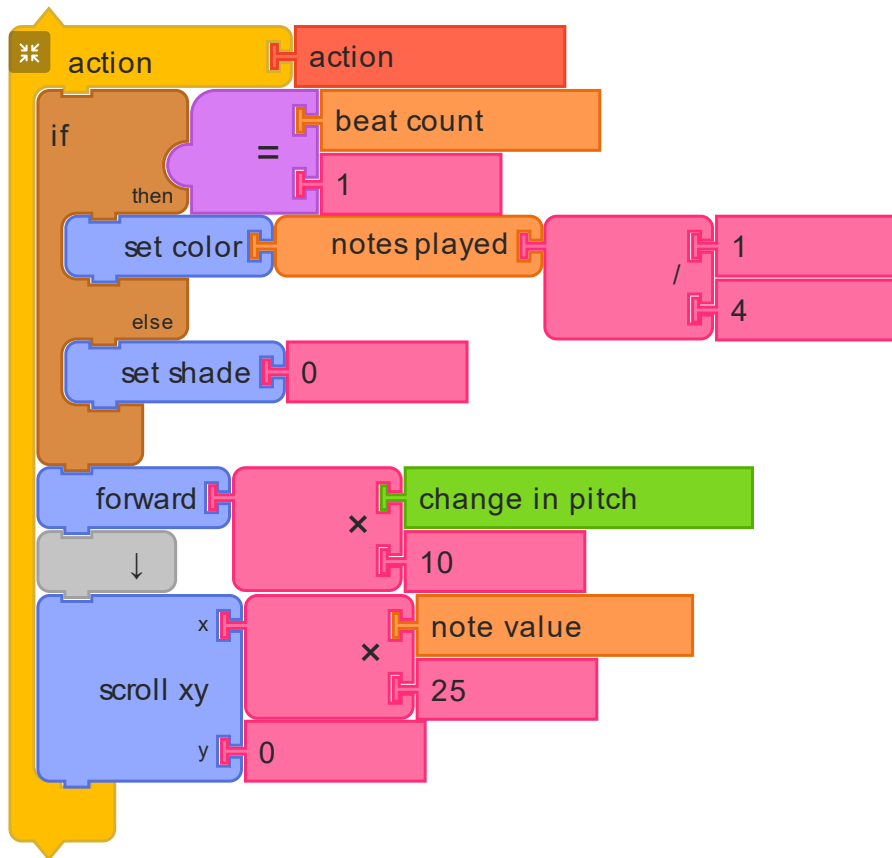 action action
if
= beat count
1
then
set color notes played / 1
4
else
set shade 0
forward × change in pitch
10
↓
scroll xy
x × note value
25
y 0